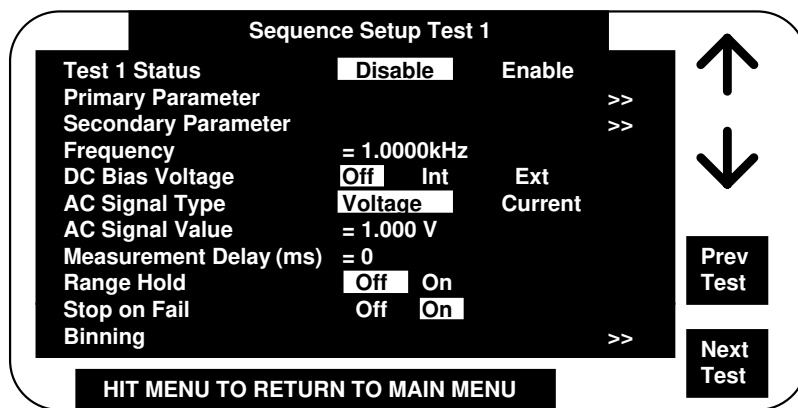 Sequence Setup Test 1
Test 1 Status Disable Enable
Primary Parameter >>
Secondary Parameter >>
Frequency = 1.0000kHz
DC Bias Voltage Off Int Ext
AC Signal Type Voltage Current
AC Signal Value = 1.000 V
Measurement Delay (ms) = 0
Range Hold Off On
Stop on Fail Off On
Binning >>
HIT MENU TO RETURN TO MAIN MENU
Prev
Test
Next
Test